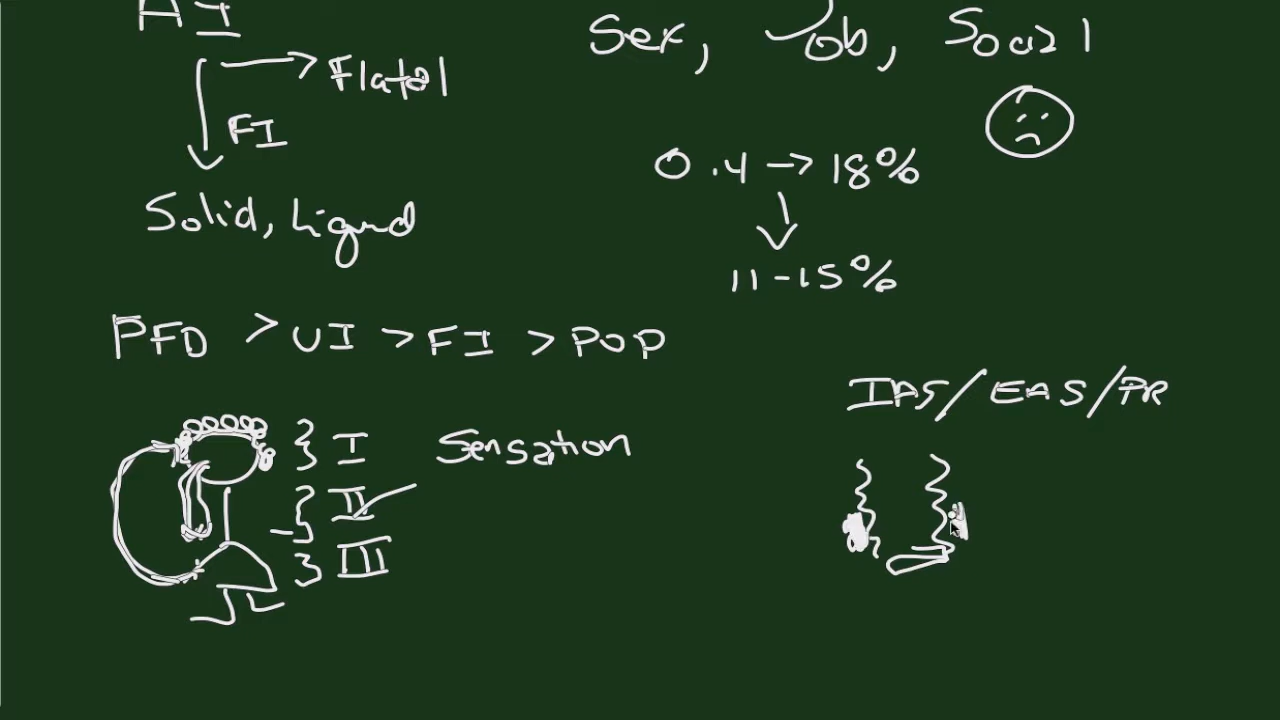 AI
Sex, Job, Social
Flatal
FI
0.4 → 18%
Solid, Liquid
11-15%
PFD > UI > FI > POP
IAS/EAS/PR
} I Sensation
} II
} III